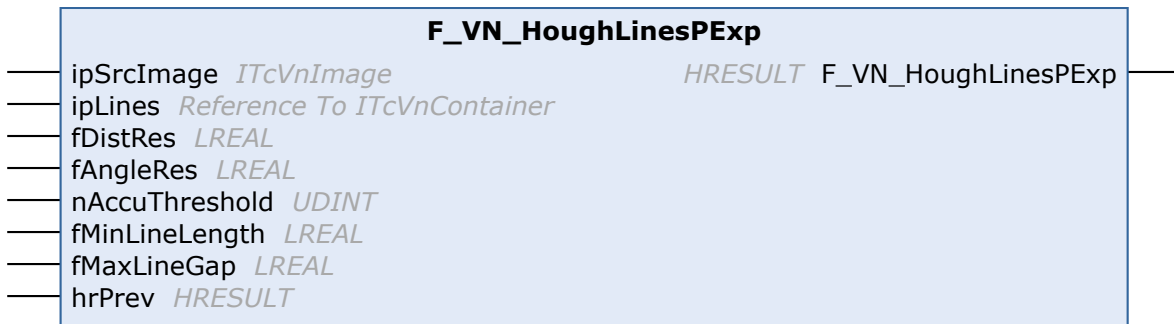 F_VN_HoughLinesPExp
ipSrcImage ITcVnImage HRESULT F_VN_HoughLinesPExp
ipLines Reference To ITcVnContainer
fDistRes LREAL
fAngleRes LREAL
nAccuThreshold UDINT
fMinLineLength LREAL
fMaxLineGap LREAL
hrPrev HRESULT